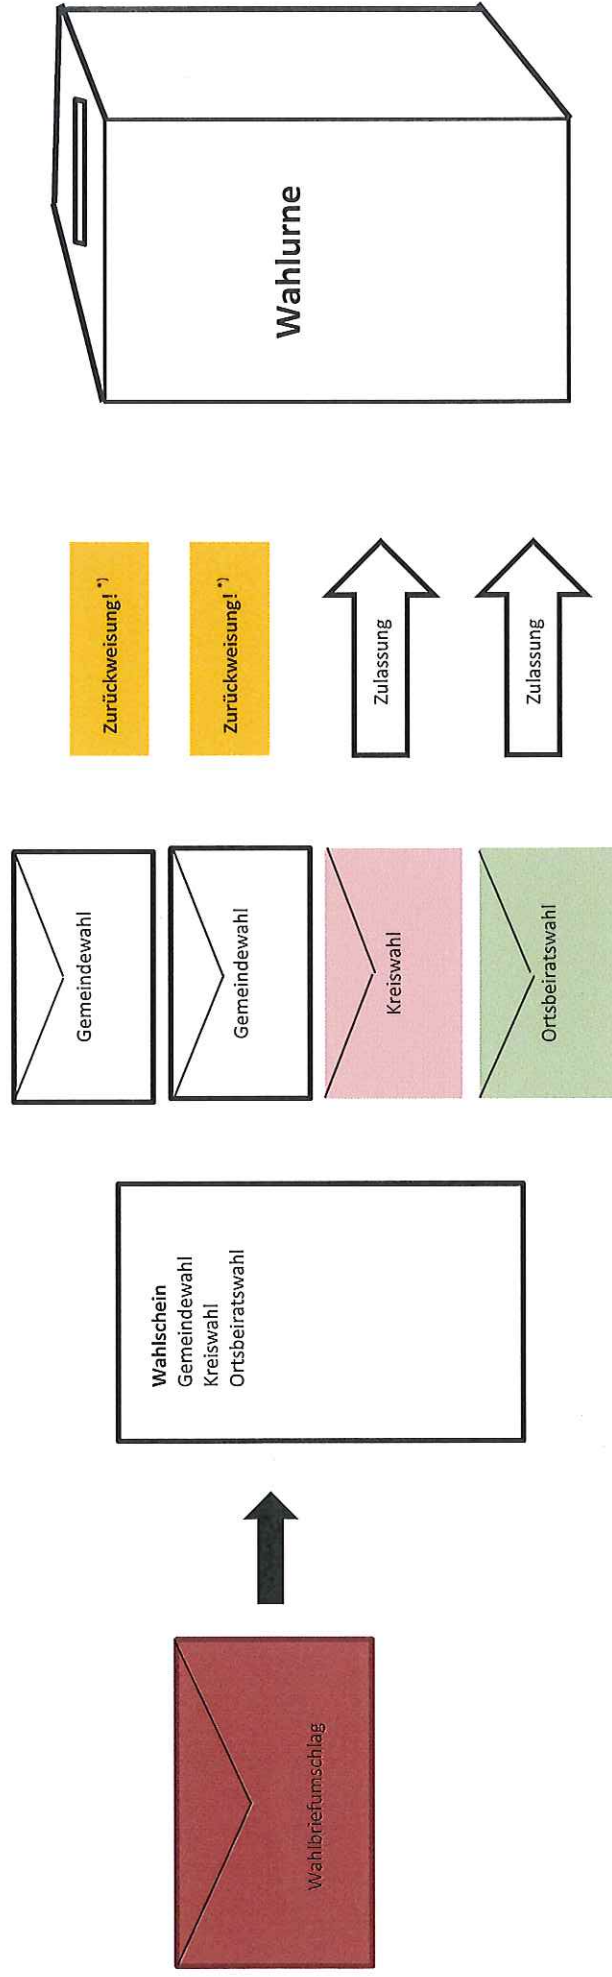 Wahlbriefumschlag
Wahlschein
Gemeindewahl
Kreiswahl
Ortsbeiratswahl
Gemeindewahl
Gemeindewahl
Kreiswahl
Ortsbeiratswahl
Zurückweisung! *)
Zurückweisung! *)
Zulassung
Zulassung
Wahlurne